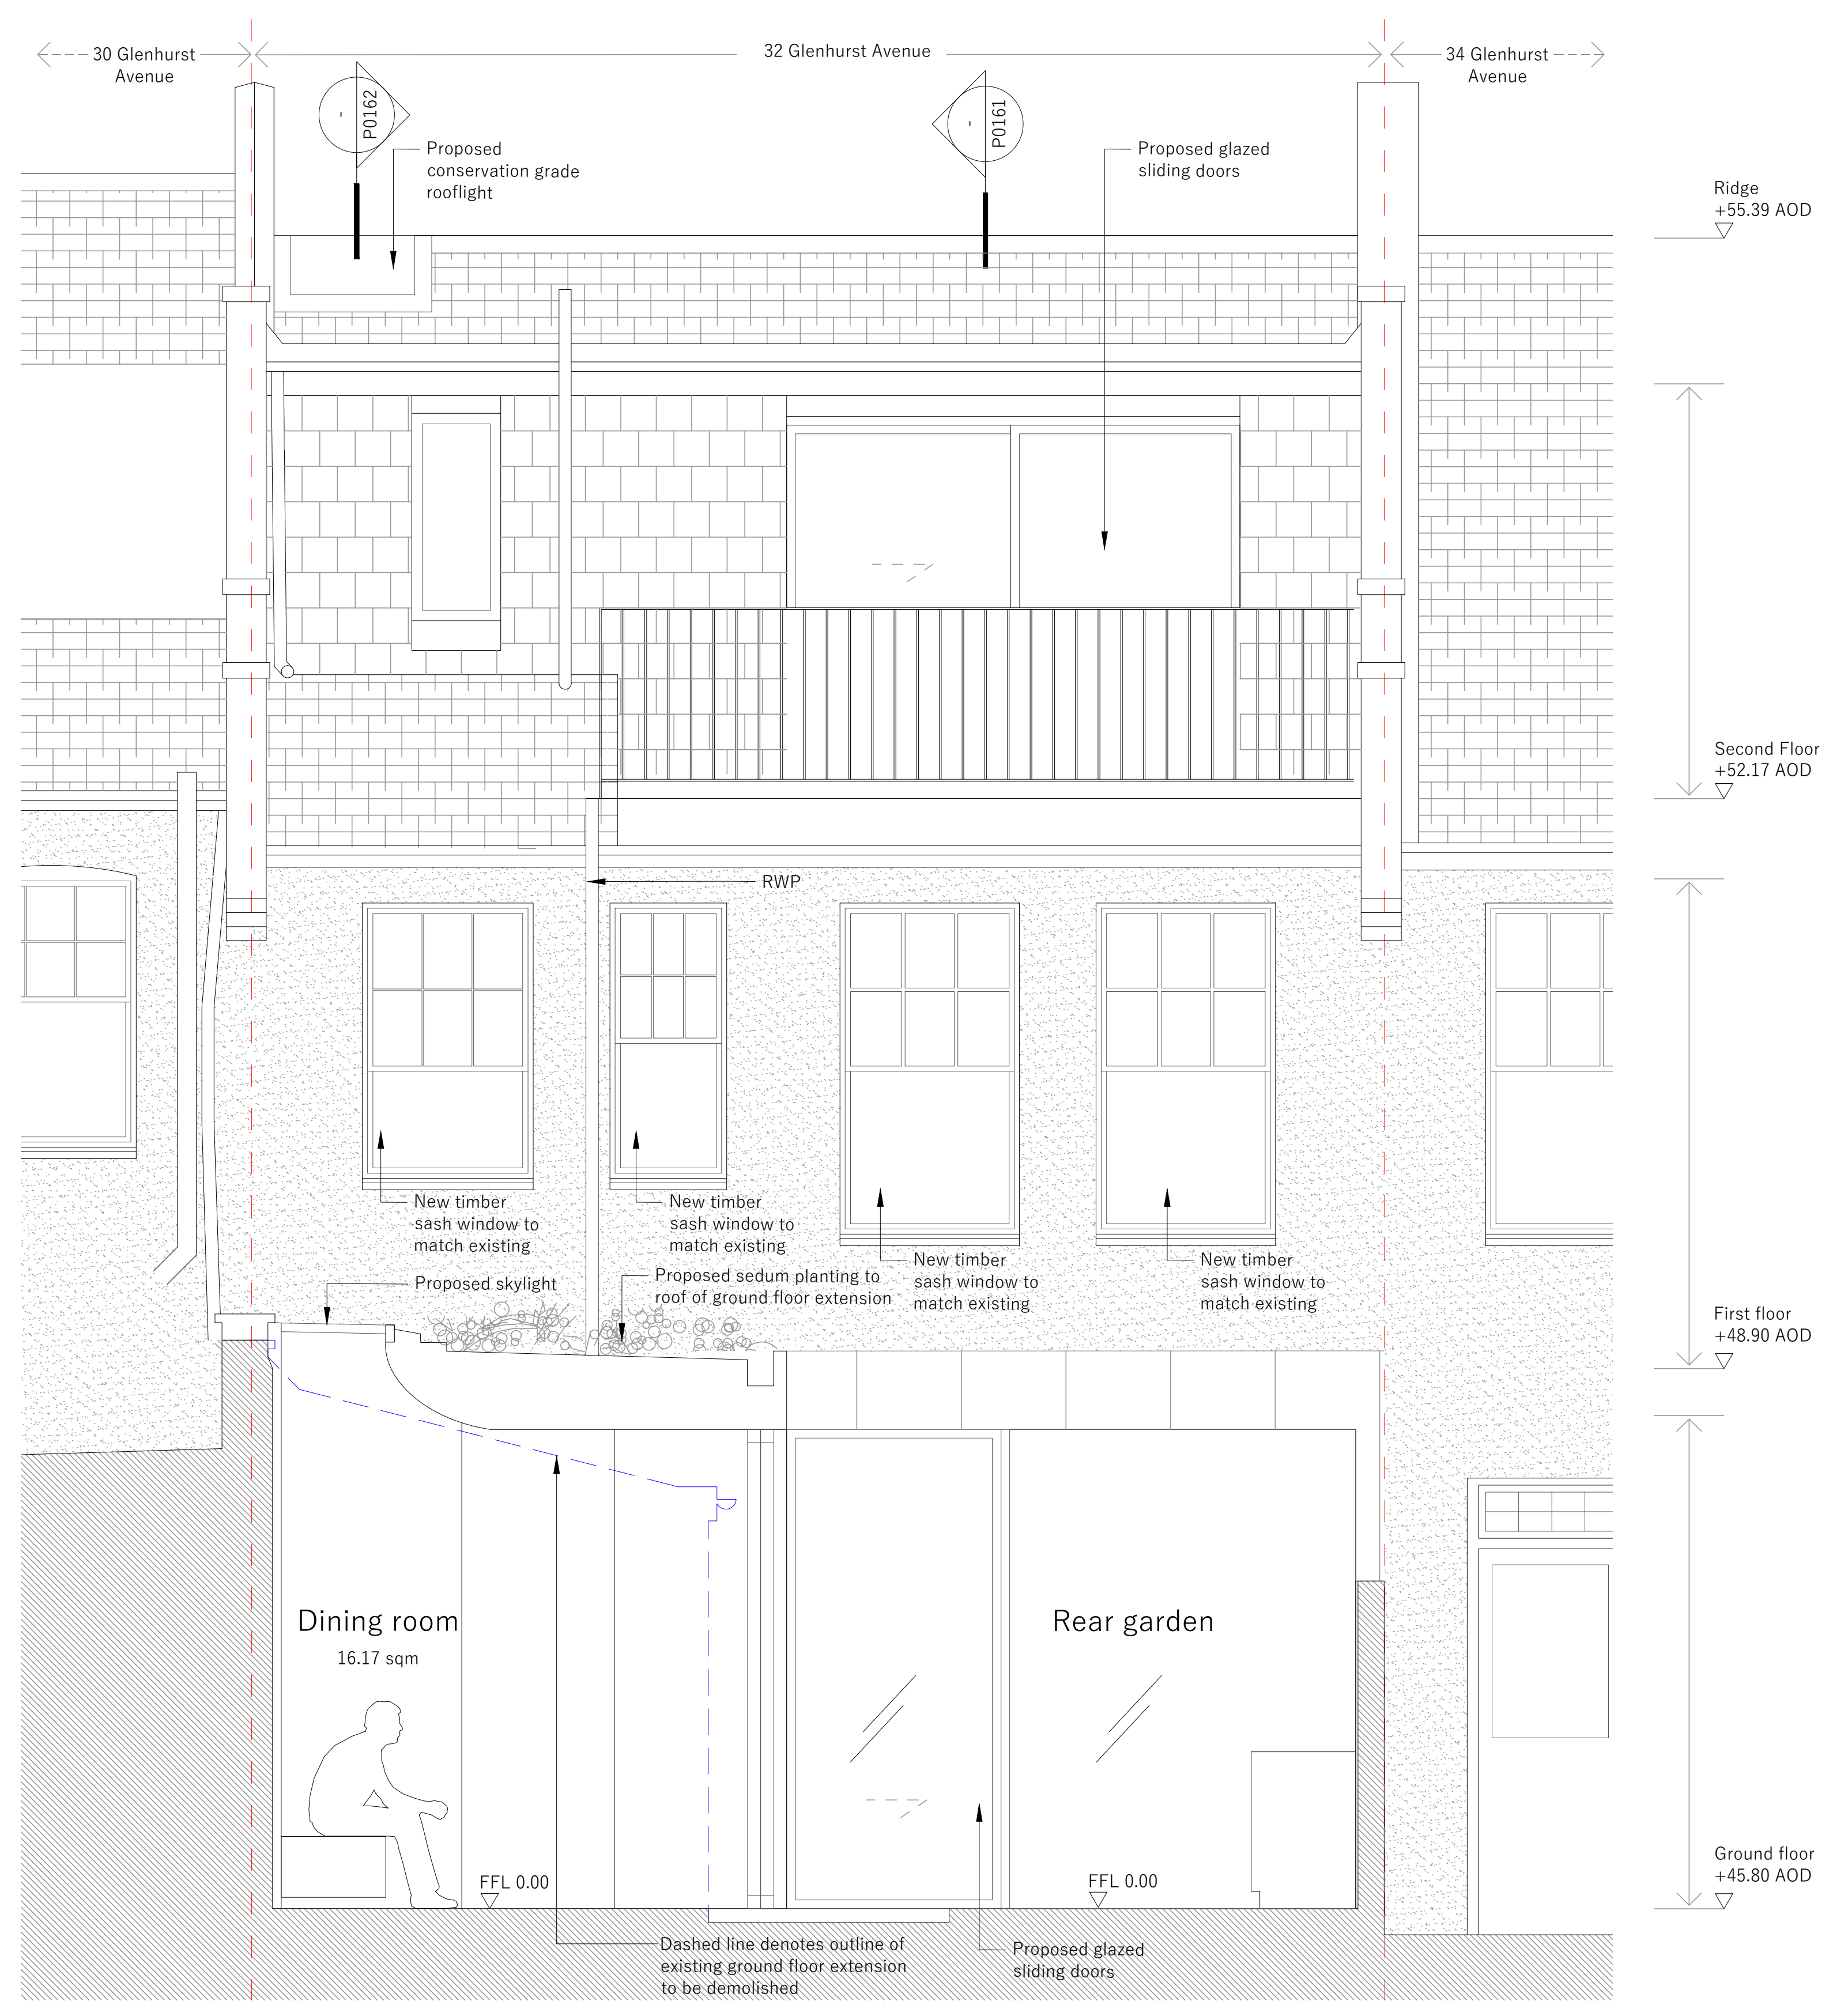 30 Glenhurst
Avenue
32 Glenhurst Avenue
34 Glenhurst
Avenue
-
P0162
-
P0161
Proposed
conservation grade
rooflight
Proposed glazed
sliding doors
Ridge
+55.39 AOD
Second Floor
+52.17 AOD
RWP
New timber
sash window to
match existing
New timber
sash window to
match existing
New timber
sash window to
match existing
New timber
sash window to
match existing
Proposed skylight
Proposed sedum planting to
roof of ground floor extension
First floor
+48.90 AOD
Dining room
16.17 sqm
Rear garden
FFL 0.00
FFL 0.00
Ground floor
+45.80 AOD
Dashed line denotes outline of
existing ground floor extension
to be demolished
Proposed glazed
sliding doors